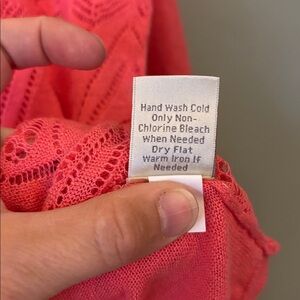 Hand Wash Cold
Only Non-
Chlorine Bleach
When Needed
Dry Flat
Warm Iron If
Needed